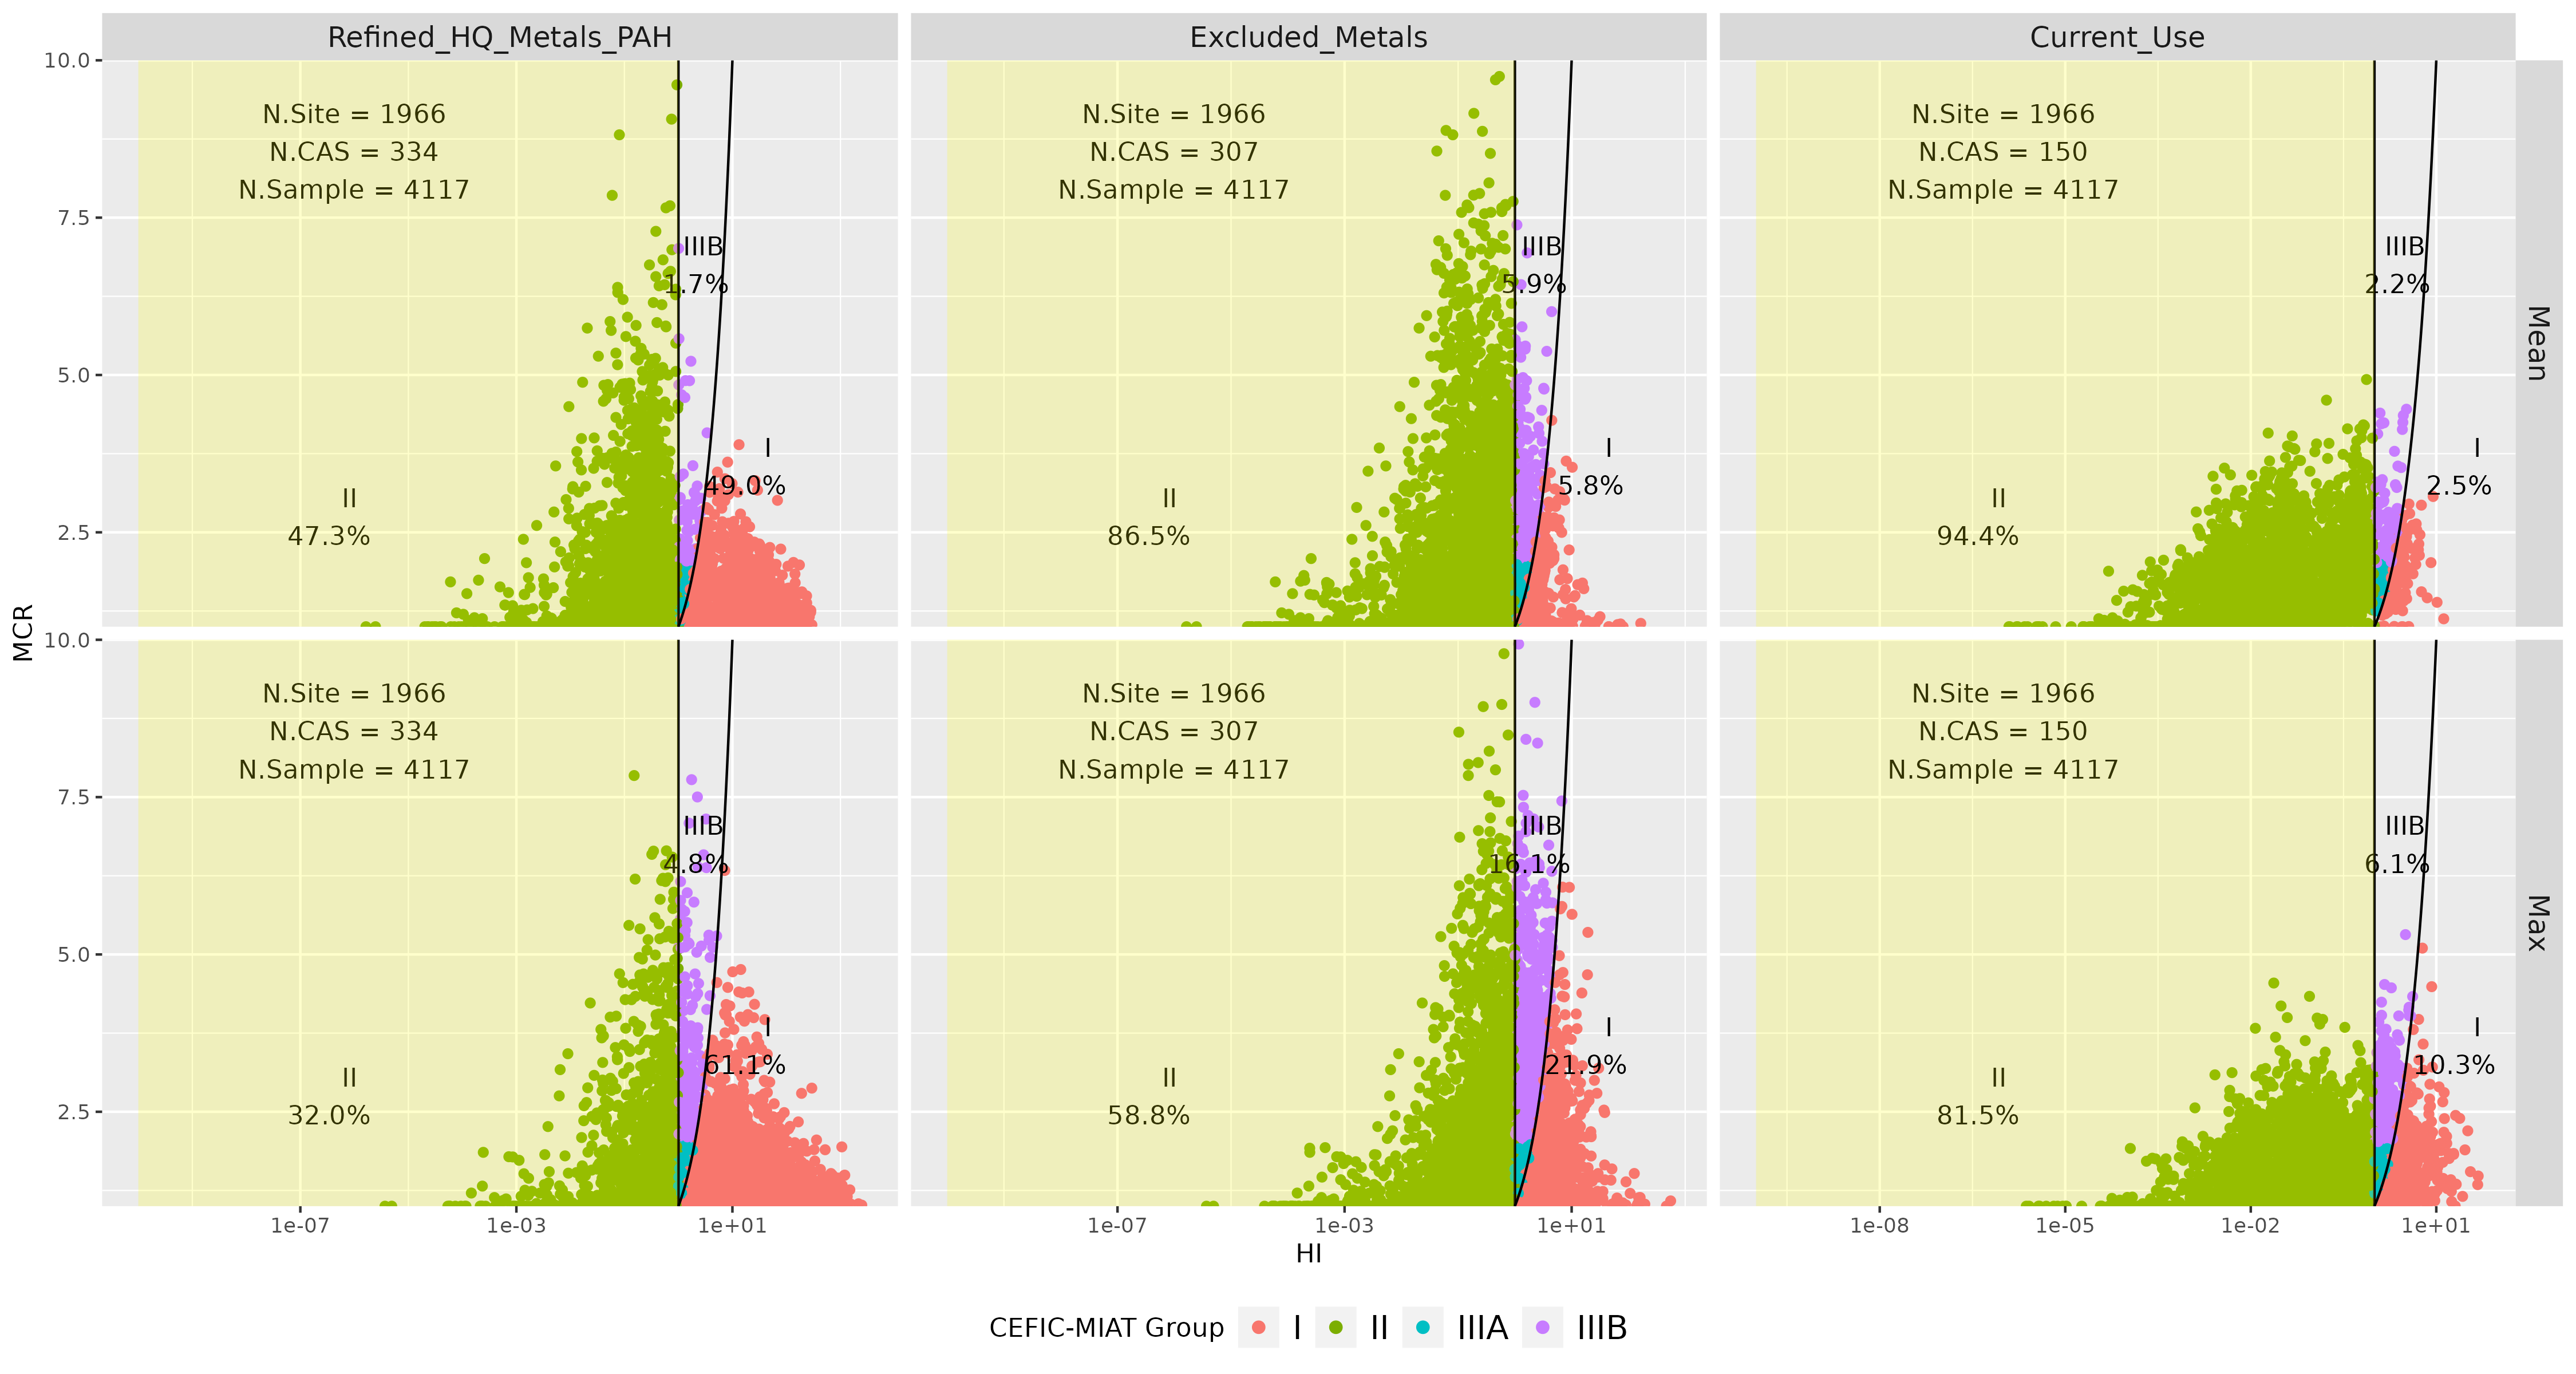 Refined_HQ_Metals_PAH
Excluded_Metals
Current_Use
Mean
Max
MCR
10.0
7.5
5.0
2.5
N.Site = 1966
N.CAS = 334
N.Sample = 4117
IIIB
1.7%
I
49.0%
II
47.3%
N.Site = 1966
N.CAS = 307
N.Sample = 4117
IIIB
5.9%
I
5.8%
II
86.5%
N.Site = 1966
N.CAS = 150
N.Sample = 4117
IIIB
2.2%
I
2.5%
II
94.4%
10.0
7.5
5.0
2.5
N.Site = 1966
N.CAS = 334
N.Sample = 4117
IIIB
4.8%
I
61.1%
II
32.0%
N.Site = 1966
N.CAS = 307
N.Sample = 4117
IIIB
16.1%
I
21.9%
II
58.8%
N.Site = 1966
N.CAS = 150
N.Sample = 4117
IIIB
6.1%
I
10.3%
II
81.5%
1e-07
1e-03
1e+01
1e-07
1e-03
1e+01
1e-08
1e-05
1e-02
1e+01
HI
CEFIC-MIAT Group
I
II
IIIA
IIIB